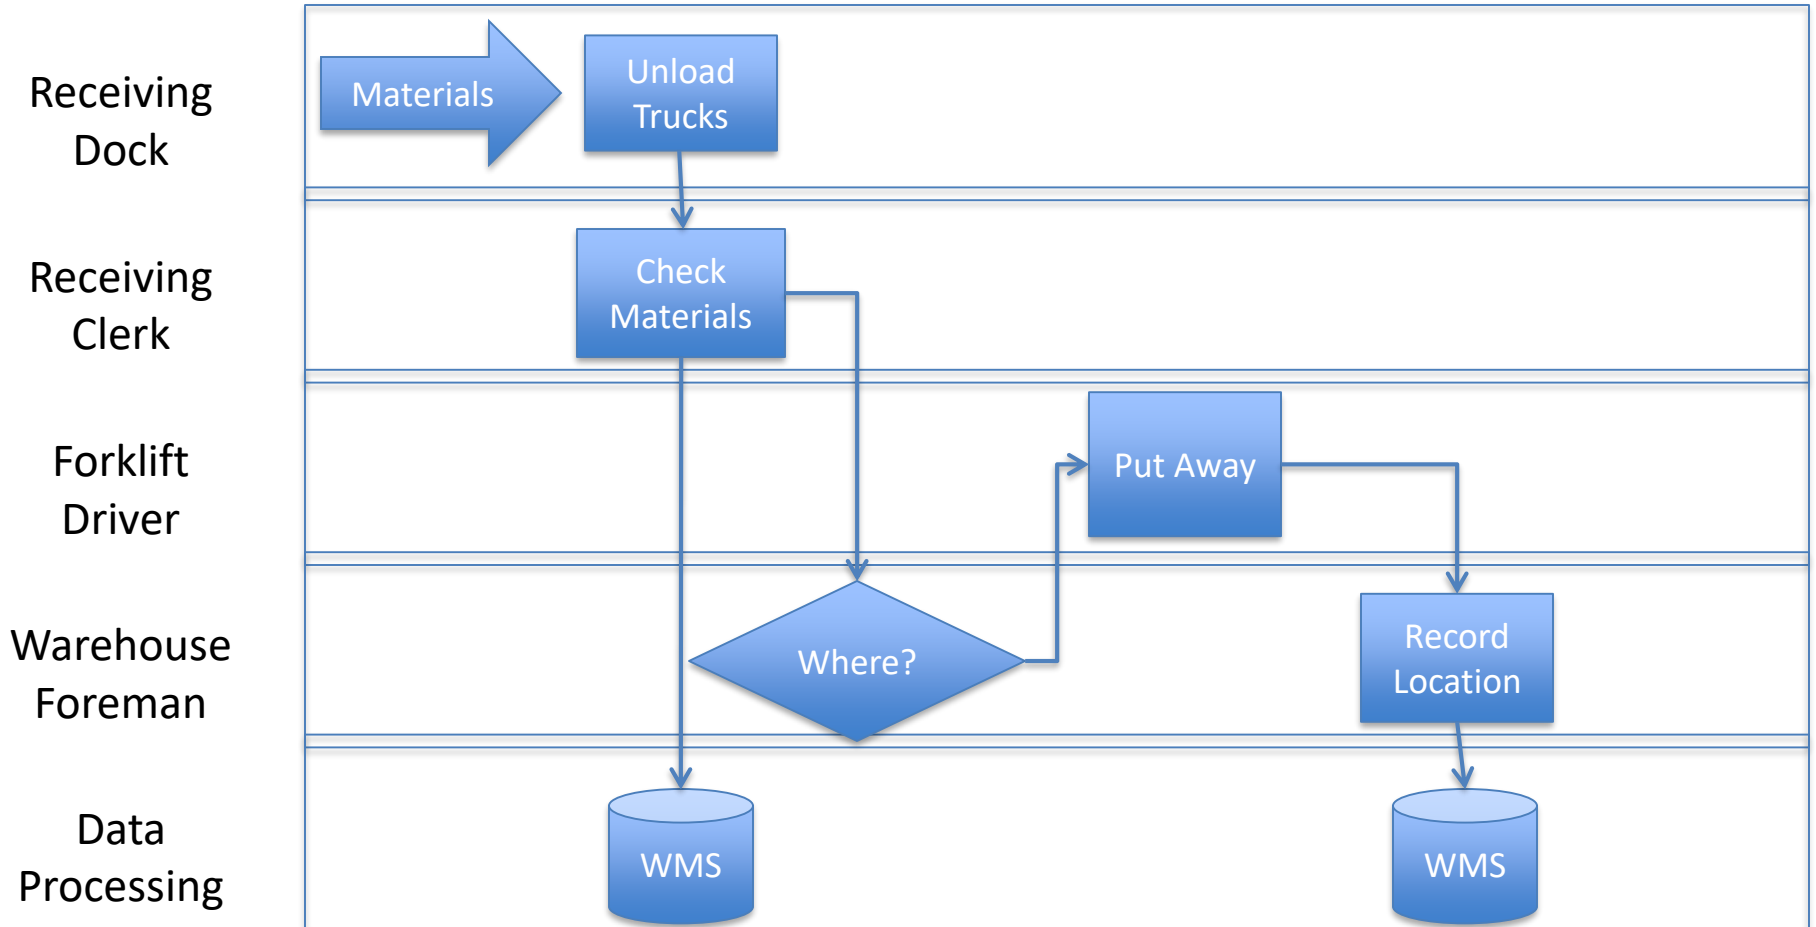 Receiving
Dock
Materials
Unload
Trucks
Receiving
Clerk
Check
Materials
Forklift
Driver
Put Away
Warehouse
Foreman
Where?
Record
Location
Data
Processing
WMS
WMS